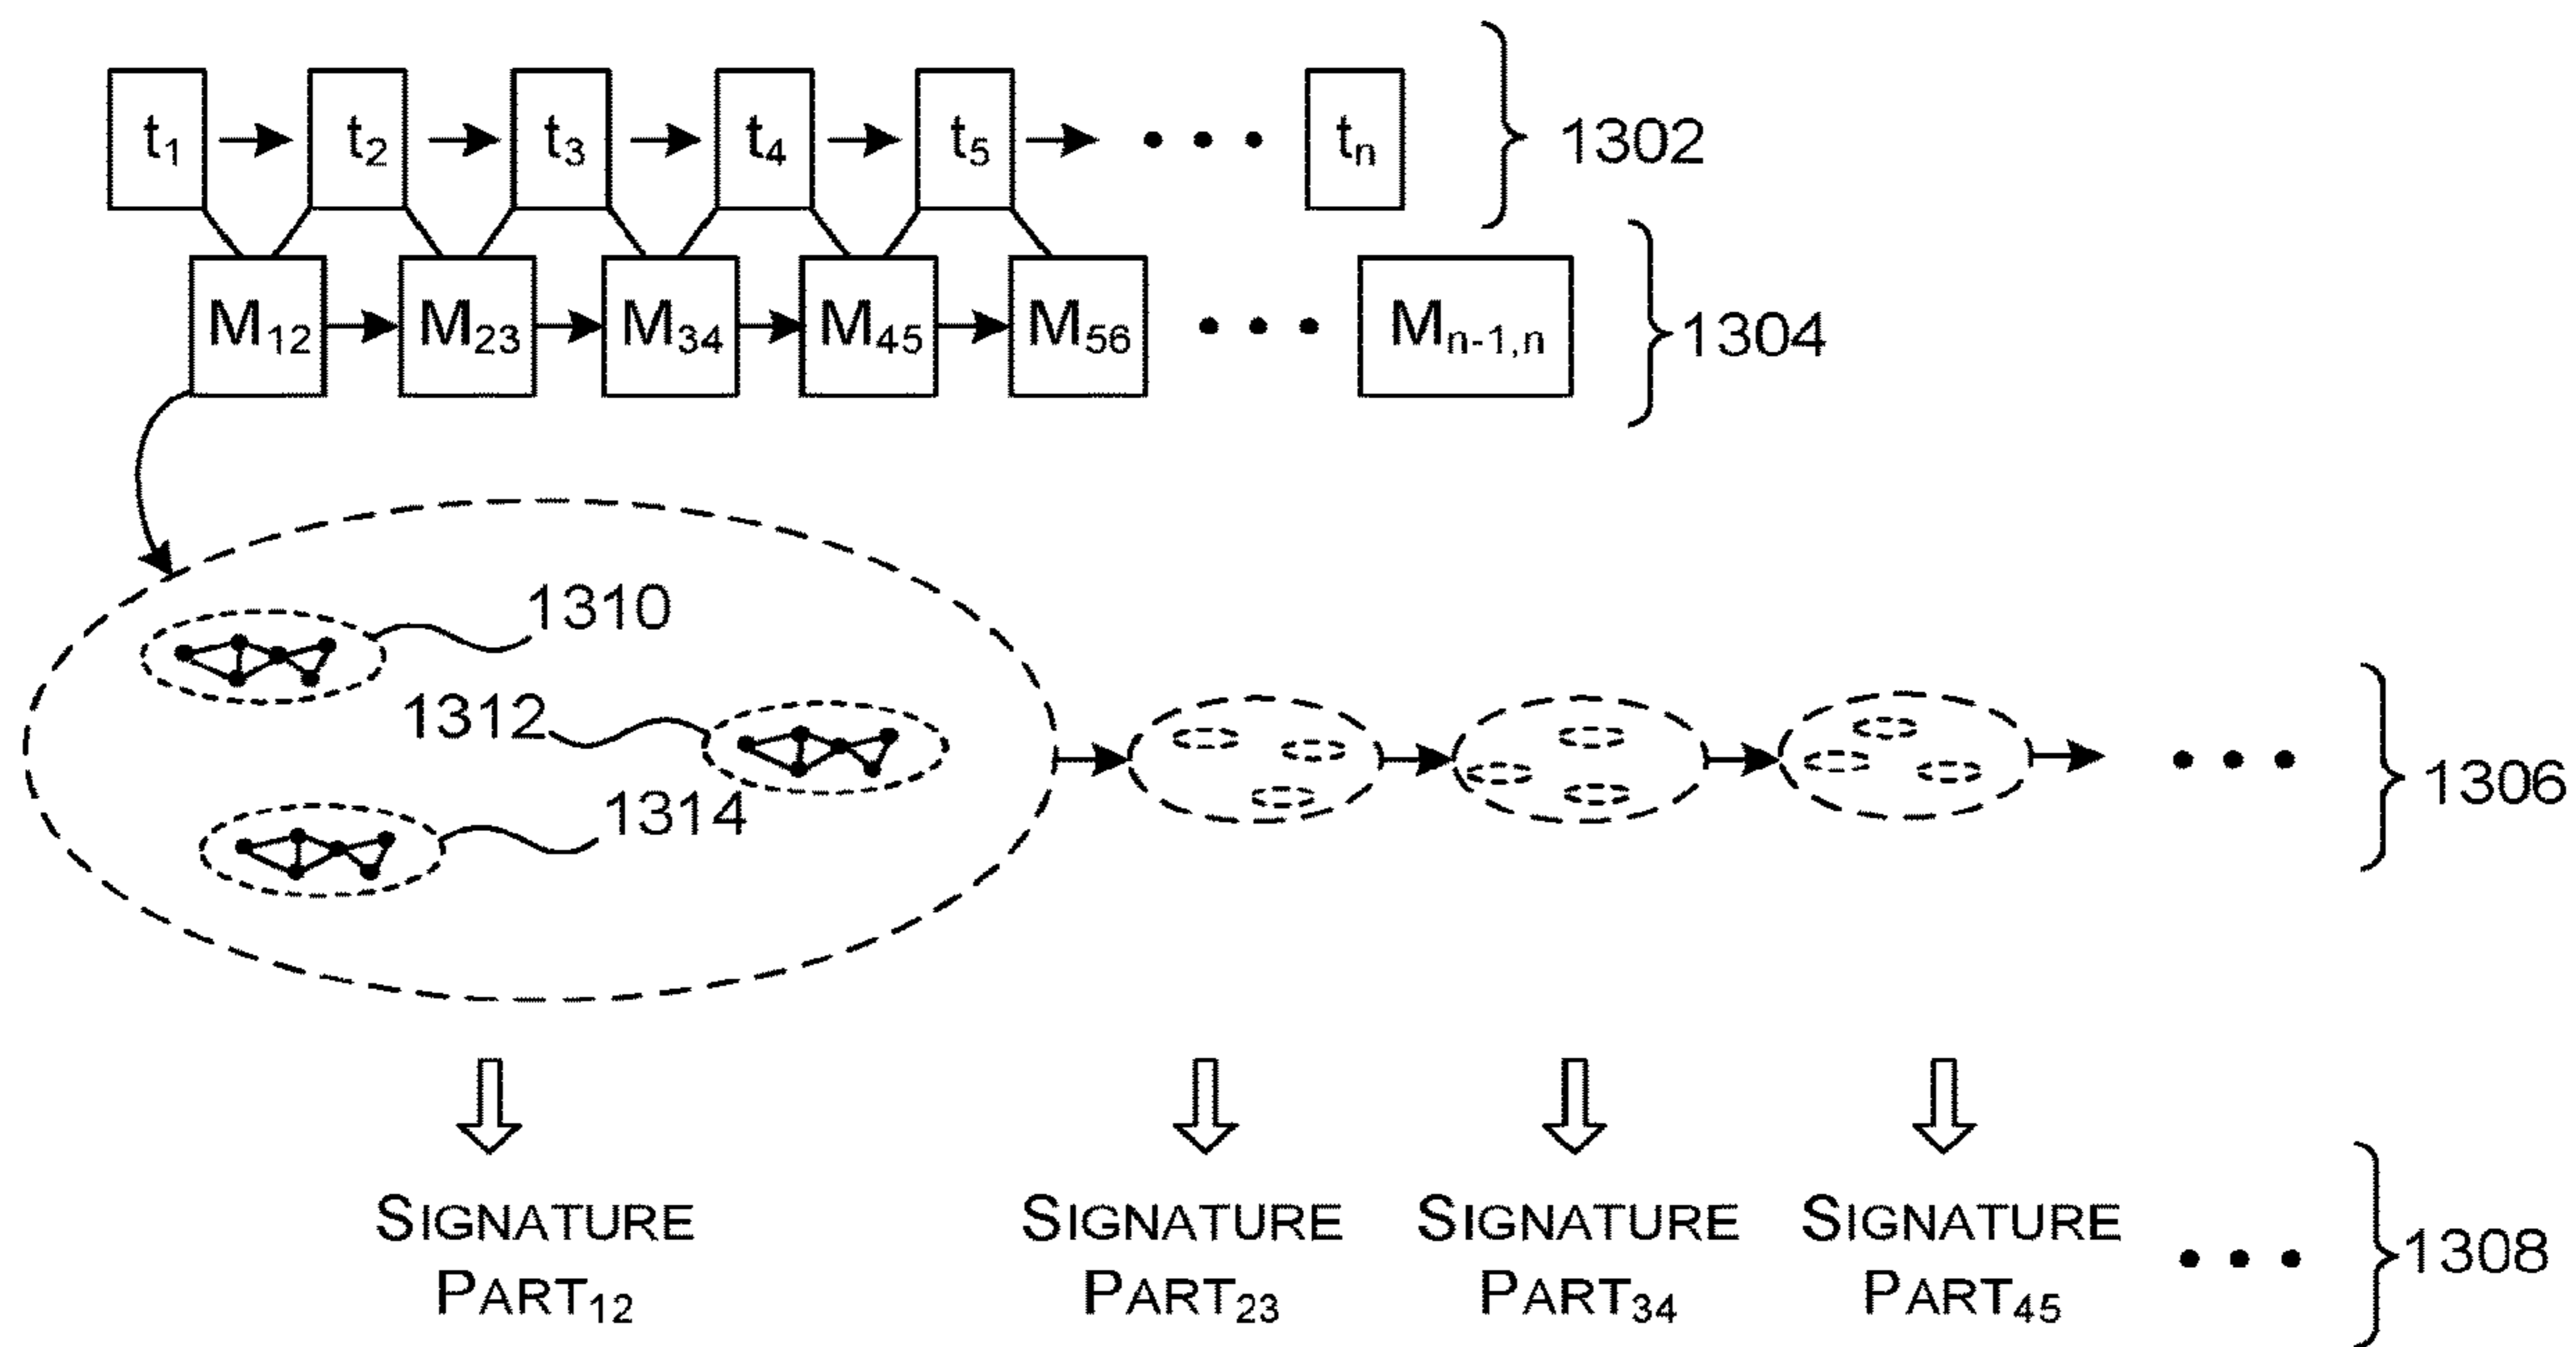 t1 t2 t3 t4 t5 tn 1302
M12 M23 M34 M45 M56 Mn-1,n 1304
1310
1312
1314
1306
SIGNATURE PART12 SIGNATURE PART23 SIGNATURE PART34 SIGNATURE PART45 1308